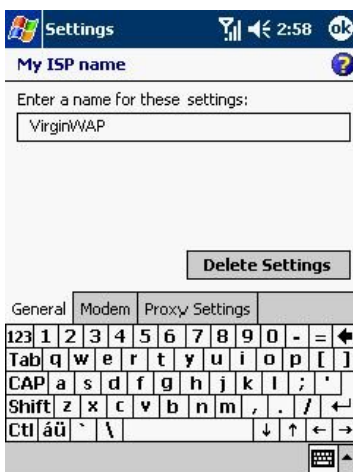 Settings 2:58 ok
My ISP name ?
Enter a name for these settings:
VirginWAP
Delete Settings
General Modem Proxy Settings
123 1 2 3 4 5 6 7 8 9 0 - = ←
Tab q w e r t y u i o p [ ]
CAP a s d f g h j k l ; '
Shift z x c v b n m , . / ↵
Ctl áü ` \ ↓ ↑ ← →